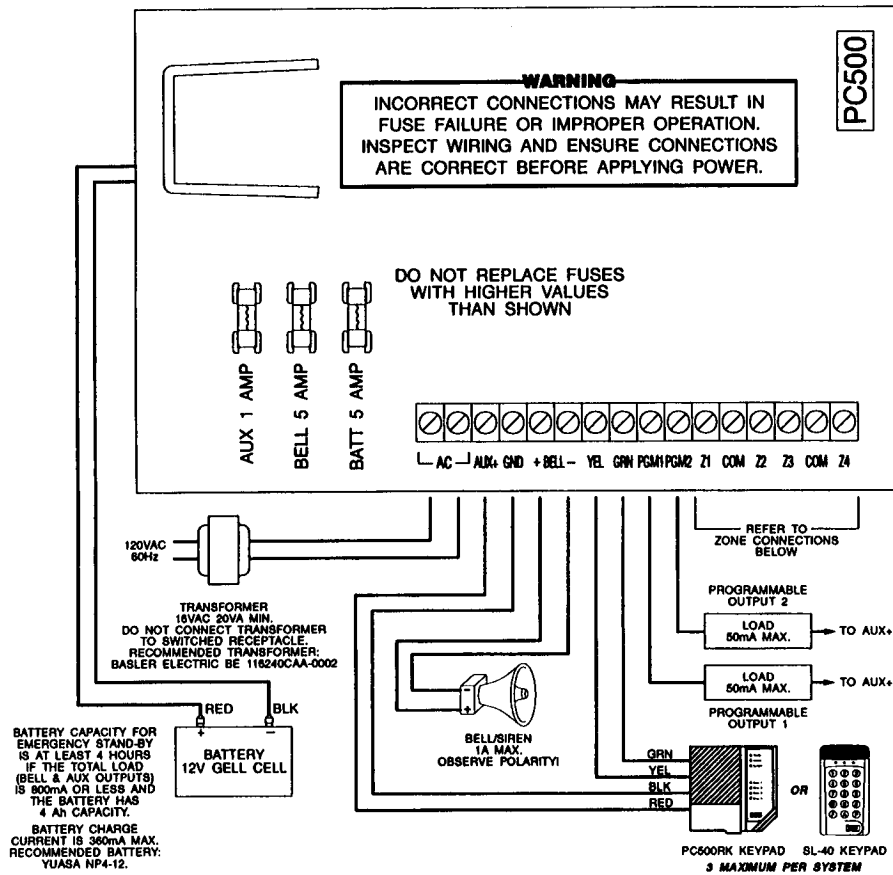 PC500
WARNING
INCORRECT CONNECTIONS MAY RESULT IN
FUSE FAILURE OR IMPROPER OPERATION.
INSPECT WIRING AND ENSURE CONNECTIONS
ARE CORRECT BEFORE APPLYING POWER.
DO NOT REPLACE FUSES
WITH HIGHER VALUES
THAN SHOWN
AUX 1 AMP
BELL 5 AMP
BATT 5 AMP
AC AUX+ GND + BELL – YEL GRN PGM1 PGM2 Z1 COM Z2 Z3 COM Z4
REFER TO
ZONE CONNECTIONS
BELOW
120VAC
60Hz
TRANSFORMER
16VAC 20VA MIN.
DO NOT CONNECT TRANSFORMER
TO SWITCHED RECEPTACLE.
RECOMMENDED TRANSFORMER:
BASLER ELECTRIC BE 116240CAA-0002
PROGRAMMABLE
OUTPUT 2
LOAD
50mA MAX.
TO AUX+
LOAD
50mA MAX.
TO AUX+
PROGRAMMABLE
OUTPUT 1
BELL/SIREN
1A MAX.
OBSERVE POLARITY!
RED
BLK
+ –
BATTERY
12V GELL CELL
BATTERY CAPACITY FOR
EMERGENCY STAND-BY
IS AT LEAST 4 HOURS
IF THE TOTAL LOAD
(BELL & AUX OUTPUTS)
IS 800mA OR LESS AND
THE BATTERY HAS
4 Ah CAPACITY.
BATTERY CHARGE
CURRENT IS 360mA MAX.
RECOMMENDED BATTERY:
YUASA NP4-12.
GRN
YEL
BLK
RED
OR
PC500RK KEYPAD
SL-40 KEYPAD
3 MAXIMUM PER SYSTEM